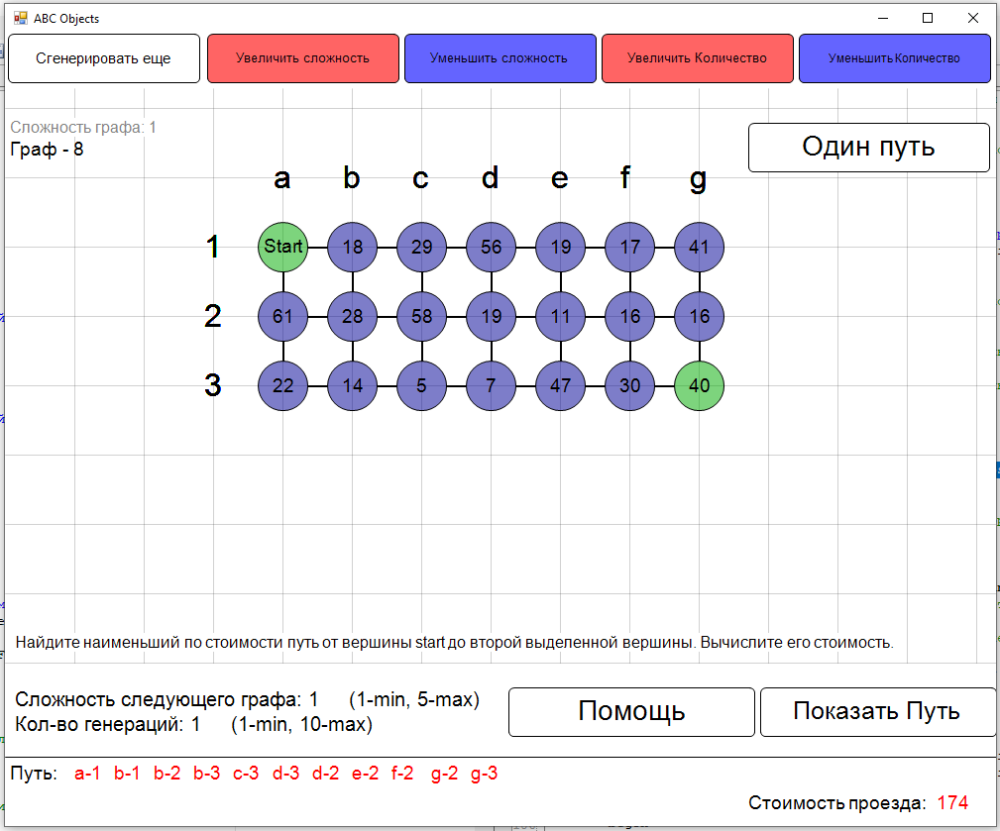 ABC Objects
Сгенерировать еще Увеличить сложность Уменьшить сложность Увеличить Количество Уменьшить Количество
Сложность графа: 1
Граф - 8
Один путь
a b c d e f g
1 Start 18 29 56 19 17 41
2 61 28 58 19 11 16 16
3 22 14 5 7 47 30 40
Найдите наименьший по стоимости путь от вершины start до второй выделенной вершины. Вычислите его стоимость.
Сложность следующего графа: 1 (1-min, 5-max)
Кол-во генераций: 1 (1-min, 10-max)
Помощь Показать Путь
Путь: a-1 b-1 b-2 b-3 c-3 d-3 d-2 e-2 f-2 g-2 g-3
Стоимость проезда: 174